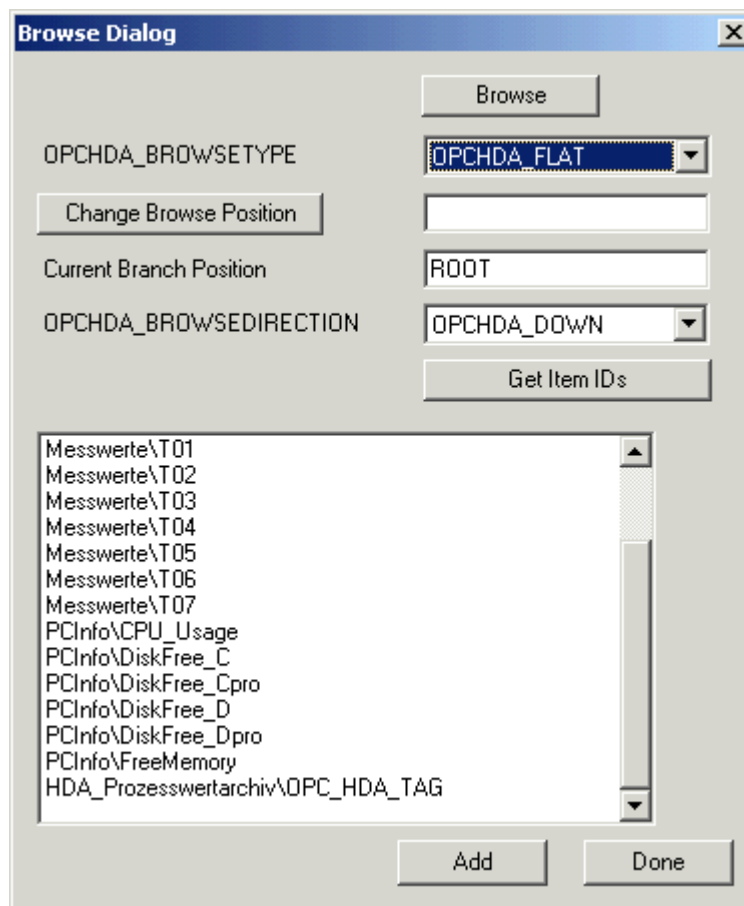 Browse Dialog
Browse
OPCHDA_BROWSETYPE OPCHDA_FLAT
Change Browse Position
Current Branch Position ROOT
OPCHDA_BROWSEDIRECTION OPCHDA_DOWN
Get Item IDs
Messwerte\T01
Messwerte\T02
Messwerte\T03
Messwerte\T04
Messwerte\T05
Messwerte\T06
Messwerte\T07
PCInfo\CPU_Usage
PCInfo\DiskFree_C
PCInfo\DiskFree_Cpro
PCInfo\DiskFree_D
PCInfo\DiskFree_Dpro
PCInfo\FreeMemory
HDA_Prozesswertarchiv\OPC_HDA_TAG
Add Done